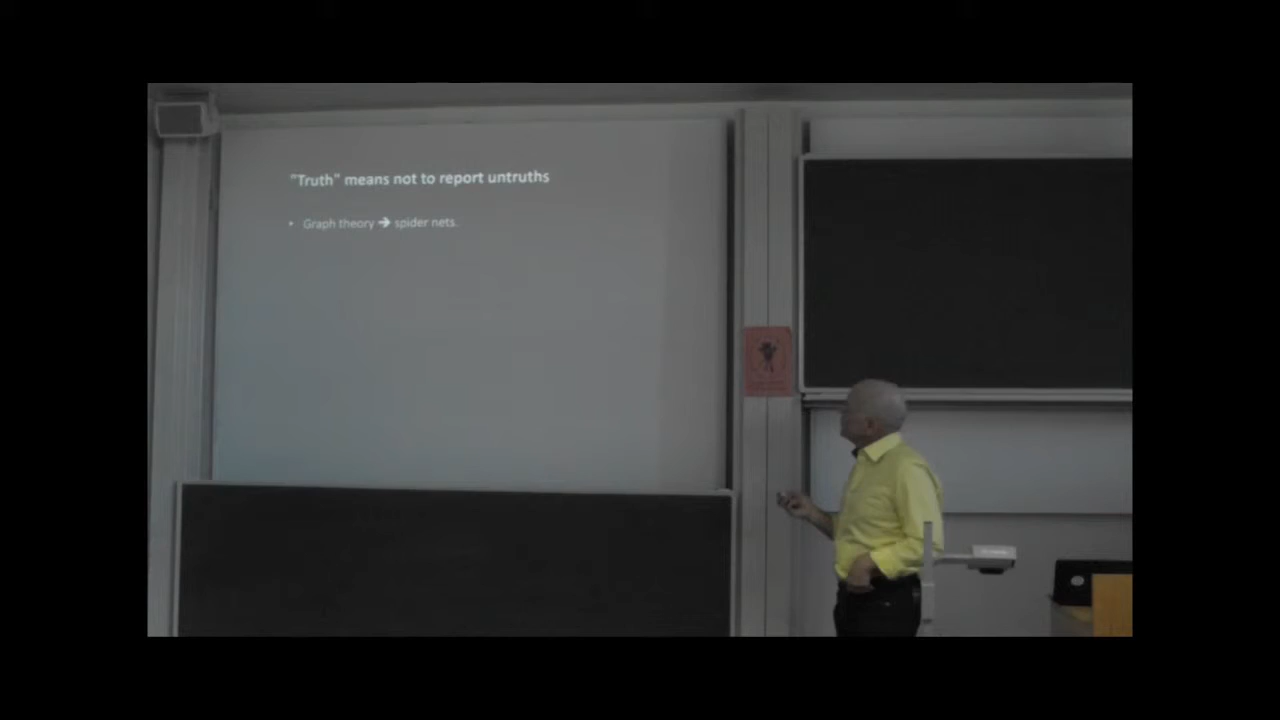 "Truth" means not to report untruths
• Graph theory ➔ spider nets.